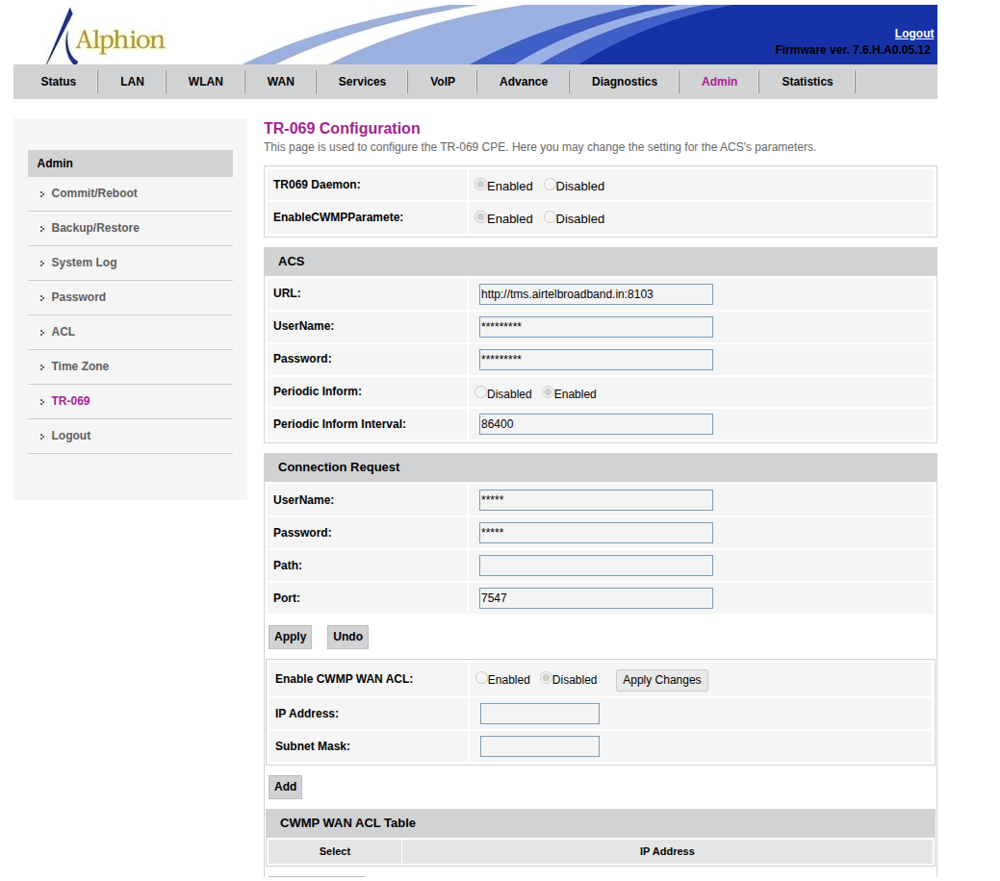 Alphion
Logout
Firmware ver. 7.6.H.A0.05.12
Status LAN WLAN WAN Services VoIP Advance Diagnostics Admin Statistics
Admin
Commit/Reboot
Backup/Restore
System Log
Password
ACL
Time Zone
TR-069
Logout
TR-069 Configuration
This page is used to configure the TR-069 CPE. Here you may change the setting for the ACS's parameters.
TR069 Daemon: Enabled Disabled
EnableCWMPParamete: Enabled Disabled
ACS
URL: http://tms.airtelbroadband.in:8103
UserName: *********
Password: *********
Periodic Inform: Disabled Enabled
Periodic Inform Interval: 86400
Connection Request
UserName: *****
Password: *****
Path:
Port: 7547
Apply Undo
Enable CWMP WAN ACL: Enabled Disabled Apply Changes
IP Address:
Subnet Mask:
Add
CWMP WAN ACL Table
Select IP Address